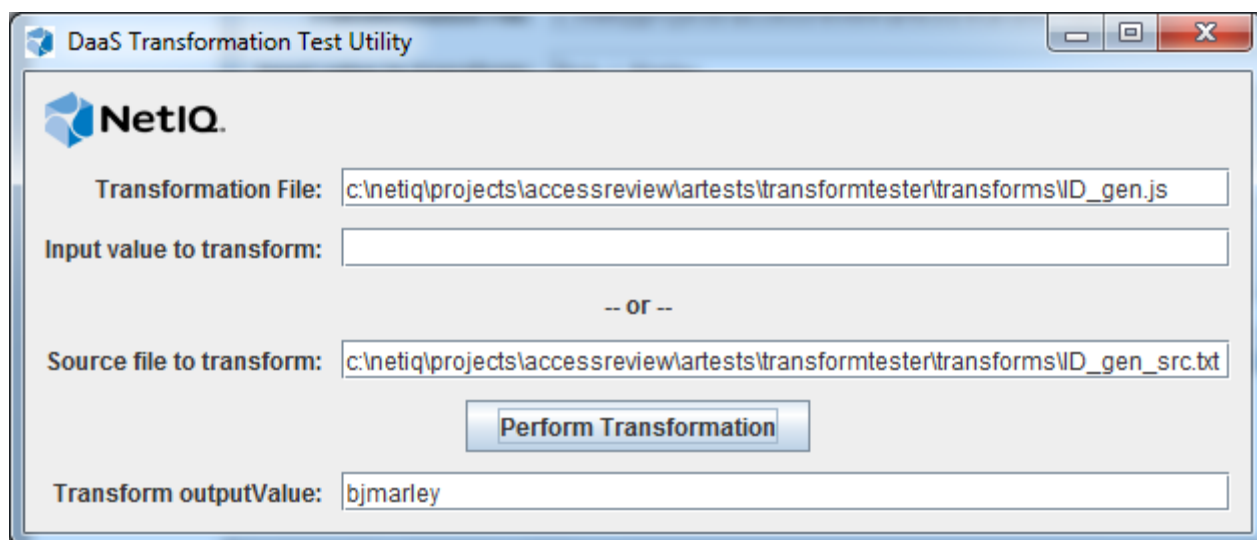 DaaS Transformation Test Utility
NetIQ.
Transformation File: c:\netiq\projects\accessreview\artests\transformtester\transforms\ID_gen.js
Input value to transform:
-- or --
Source file to transform: c:\netiq\projects\accessreview\artests\transformtester\transforms\ID_gen_src.txt
Perform Transformation
Transform outputValue: bjmarley